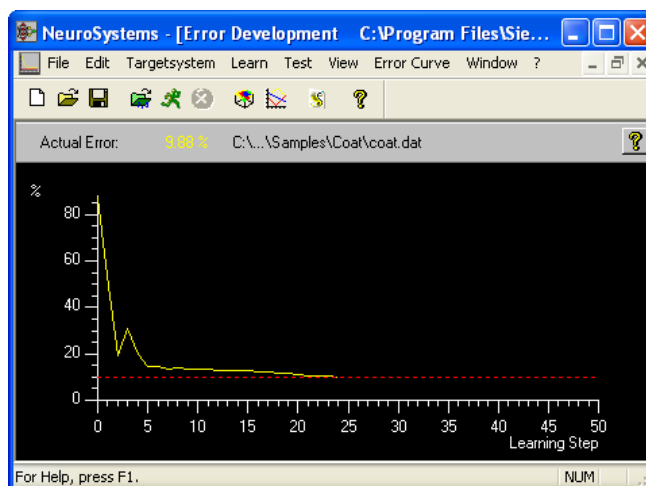 NeuroSystems - [Error Development C:\Program Files\Sie...
File Edit Targetsystem Learn Test View Error Curve Window ?
Actual Error: 9.88 % C:\...\Samples\Coat\coat.dat
%
80
60
40
20
0
0 5 10 15 20 25 30 35 40 45 50
Learning Step
For Help, press F1. NUM